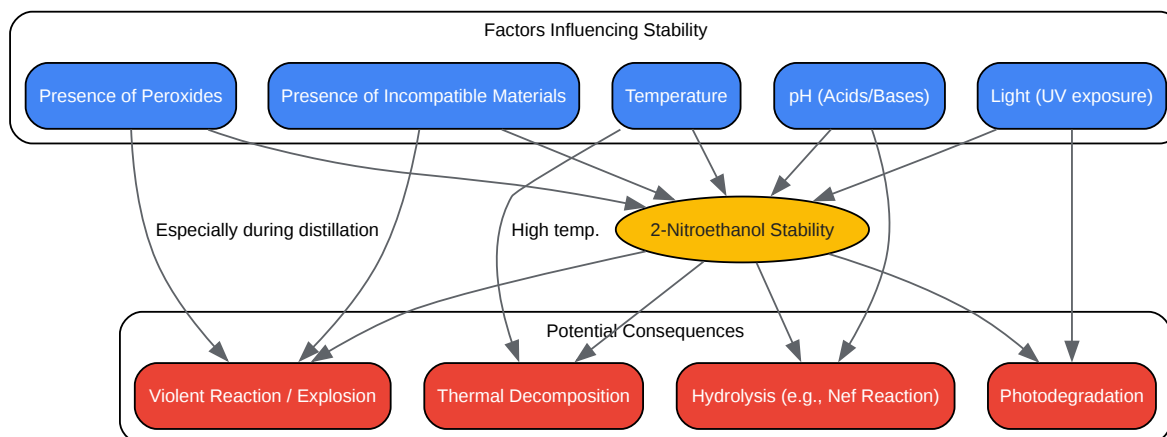 Factors Influencing Stability
Presence of Peroxides
Presence of Incompatible Materials
Temperature
pH (Acids/Bases)
Light (UV exposure)
Especially during distillation
High temp.
2-Nitroethanol Stability
Potential Consequences
Violent Reaction / Explosion
Thermal Decomposition
Hydrolysis (e.g., Nef Reaction)
Photodegradation